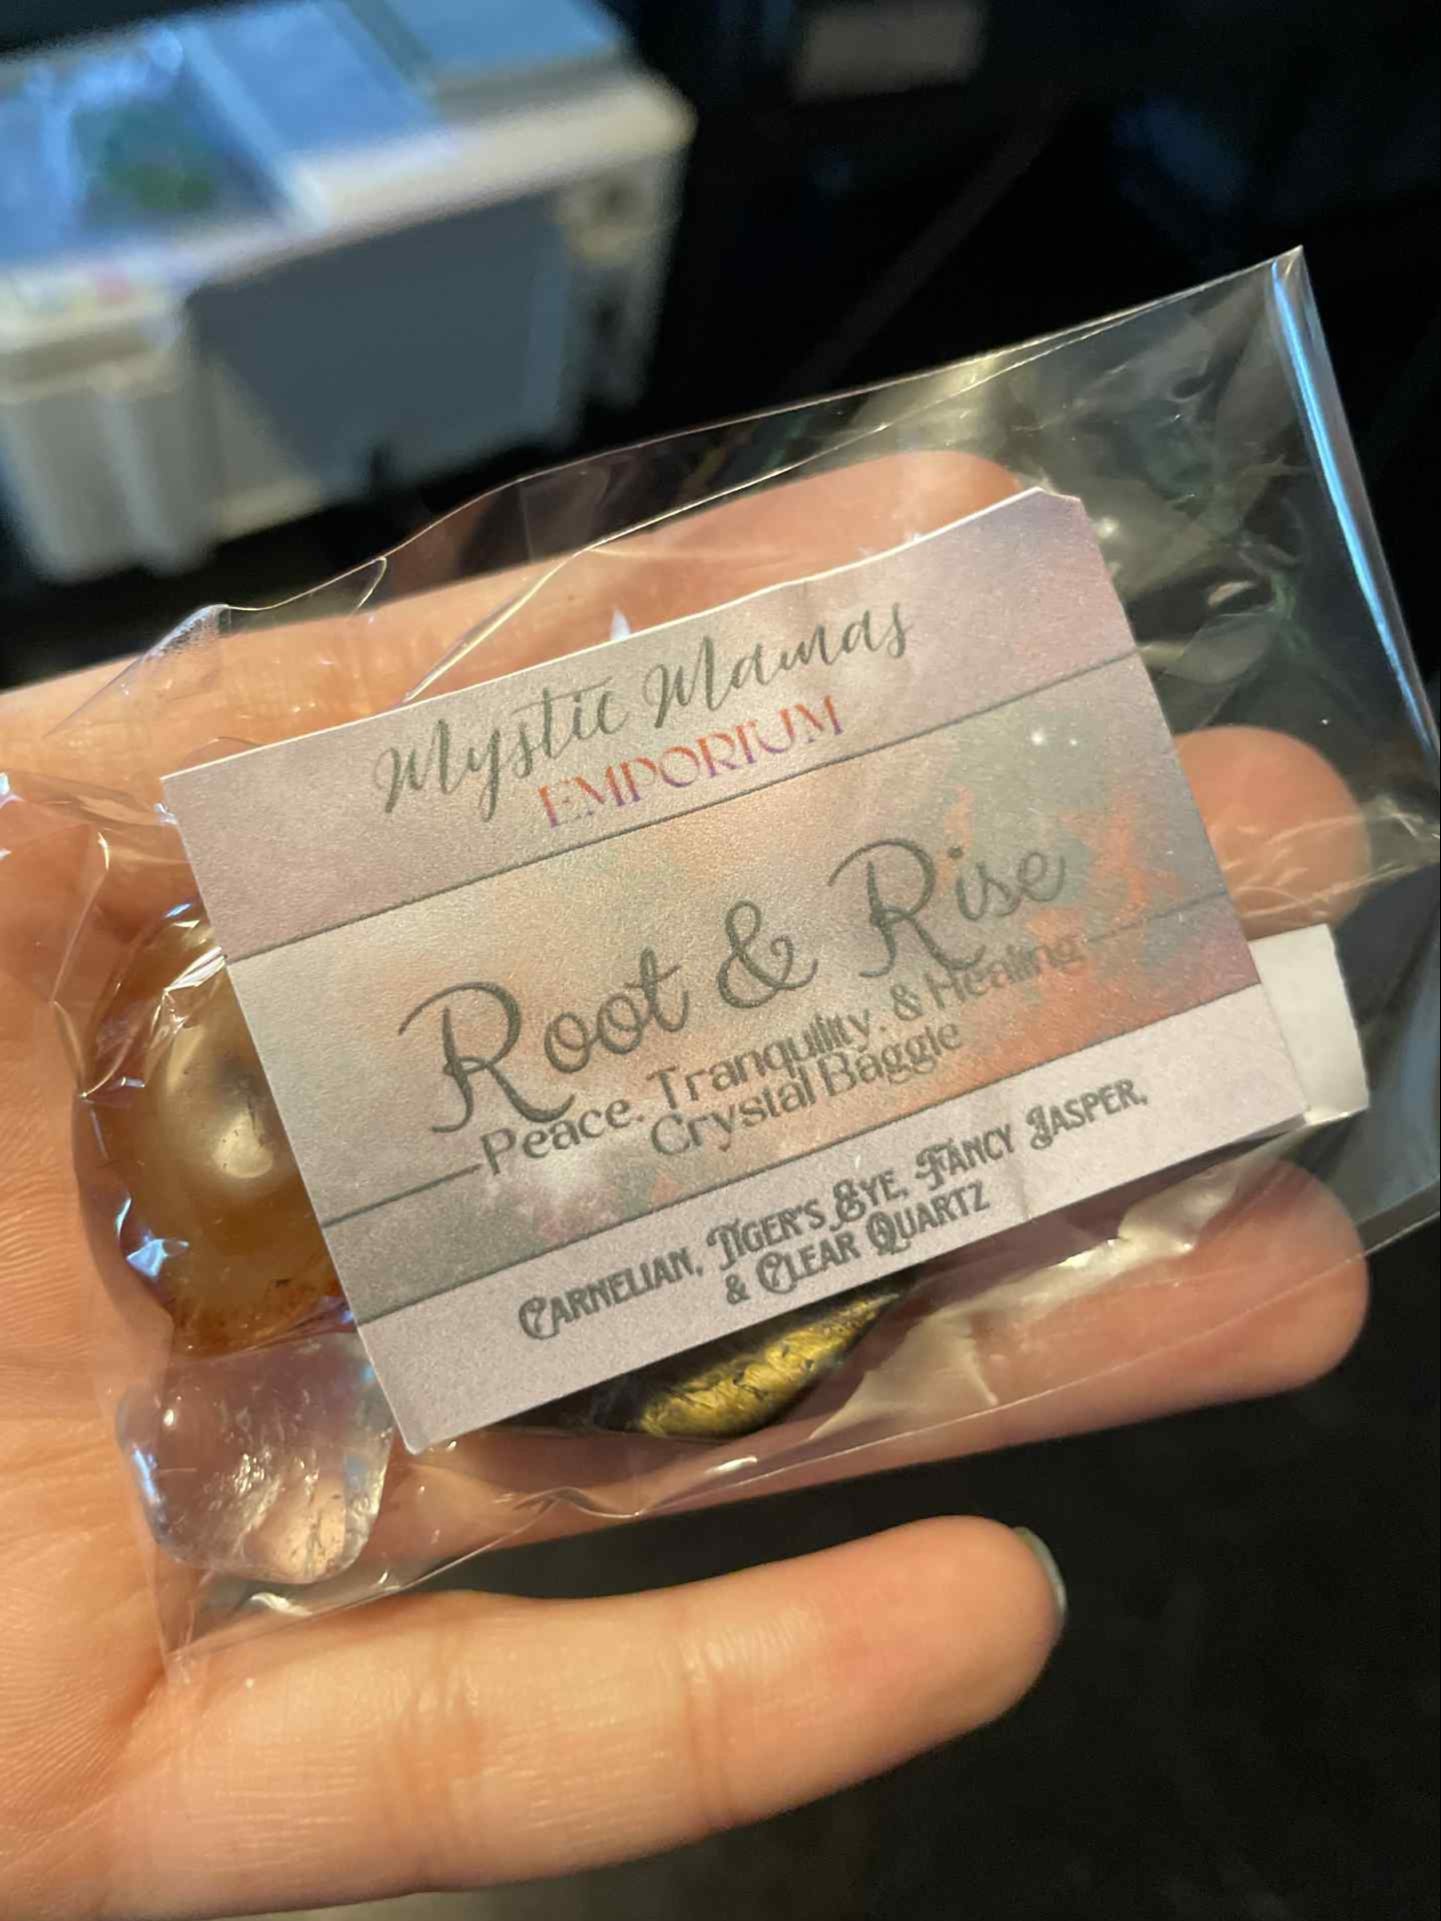 Mystic Mamas
EMPORIUM
Root & Rise
Peace, Tranquility, & Healing
Crystal Baggie
CARNELIAN, TIGER'S EYE, FANCY JASPER,
& CLEAR QUARTZ